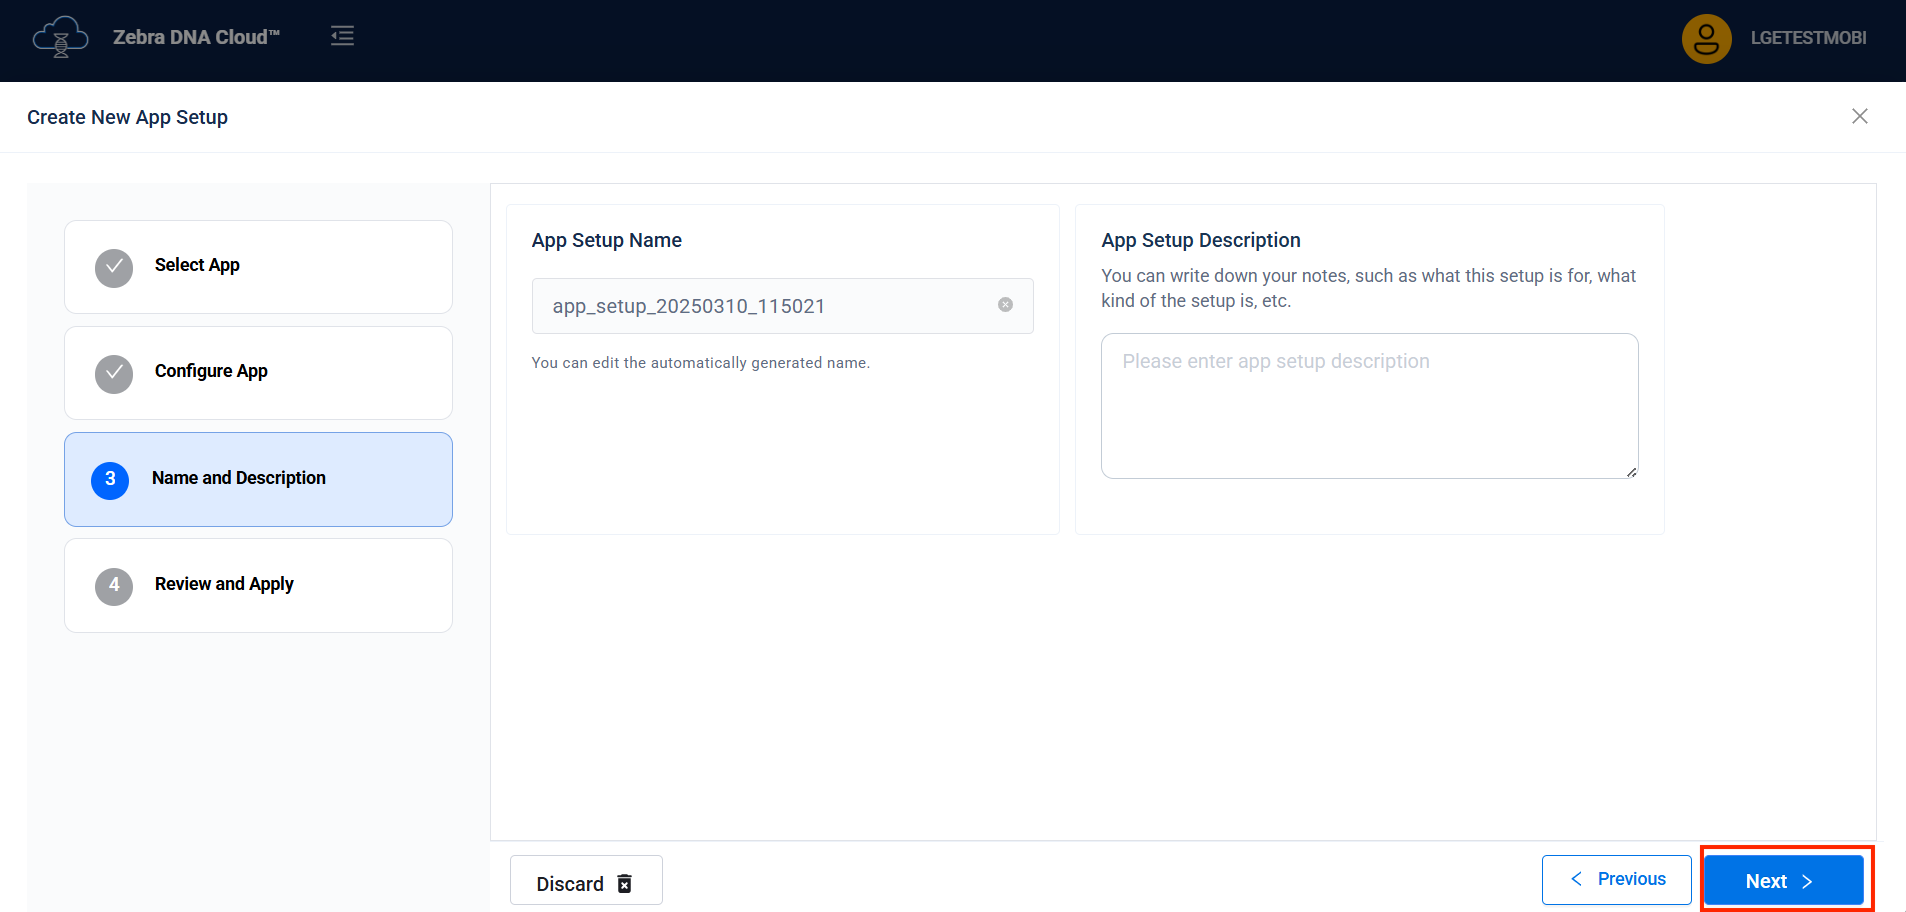 Zebra DNA Cloud™
LGETESTMOBI
Create New App Setup
Select App
Configure App
3
Name and Description
4
Review and Apply
App Setup Name
app_setup_20250310_115021
You can edit the automatically generated name.
App Setup Description
You can write down your notes, such as what this setup is for, what
kind of the setup is, etc.
Please enter app setup description
Discard
Previous
Next